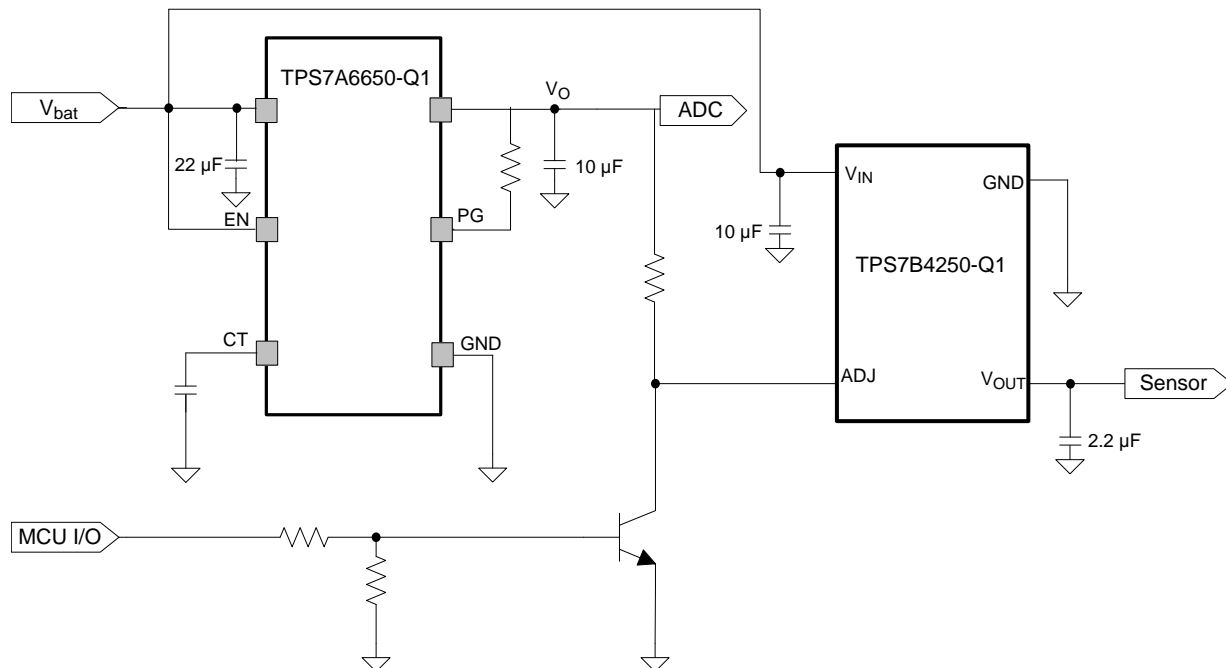 TPS7A6650-Q1
V_bat
V_O
ADC
22 µF
10 µF
V_IN
GND
EN
PG
10 µF
TPS7B4250-Q1
CT
GND
ADJ
V_OUT
Sensor
2.2 µF
MCU I/O